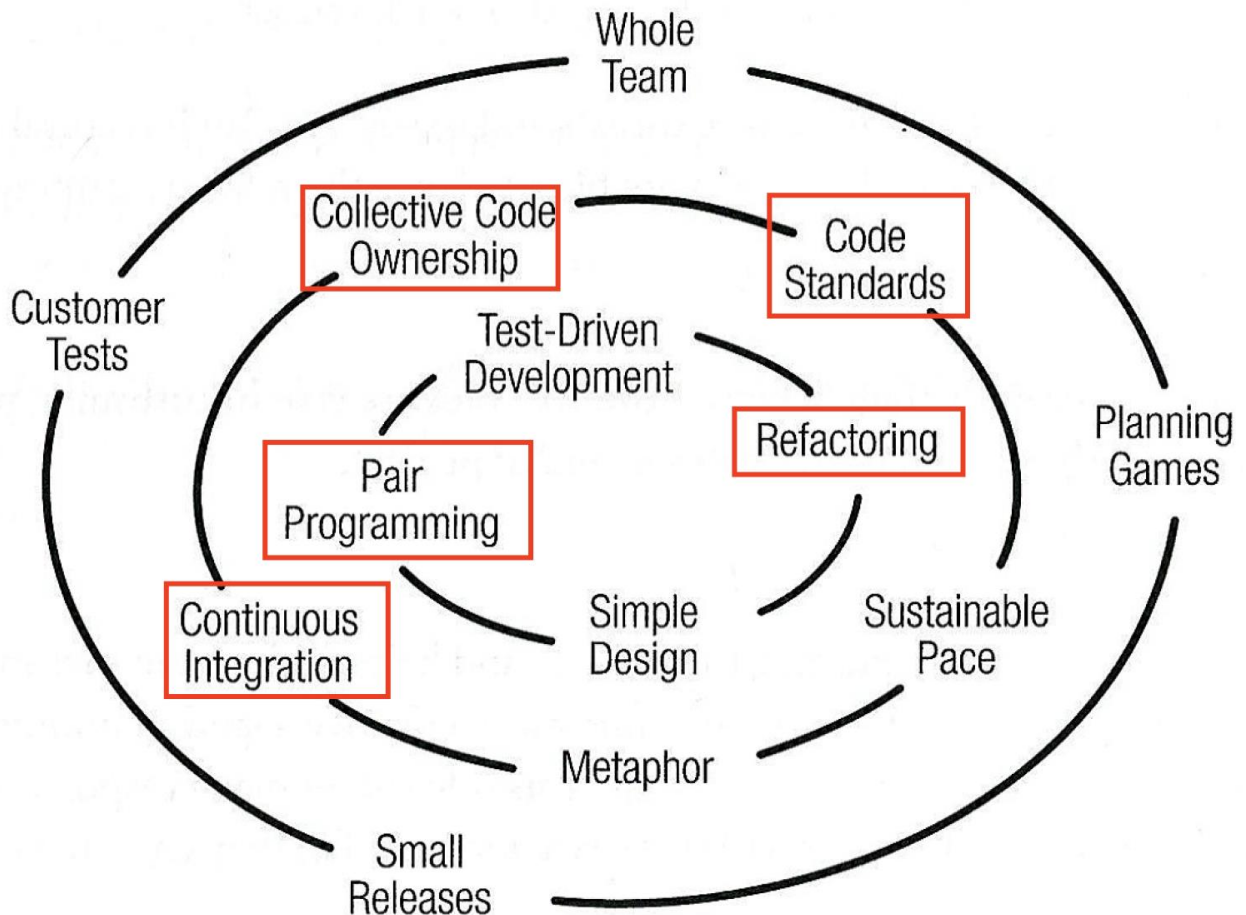 Whole
Team
Collective Code
Ownership
Code
Standards
Customer
Tests
Test-Driven
Development
Planning
Games
Refactoring
Pair
Programming
Continuous
Integration
Simple
Design
Sustainable
Pace
Metaphor
Small
Releases